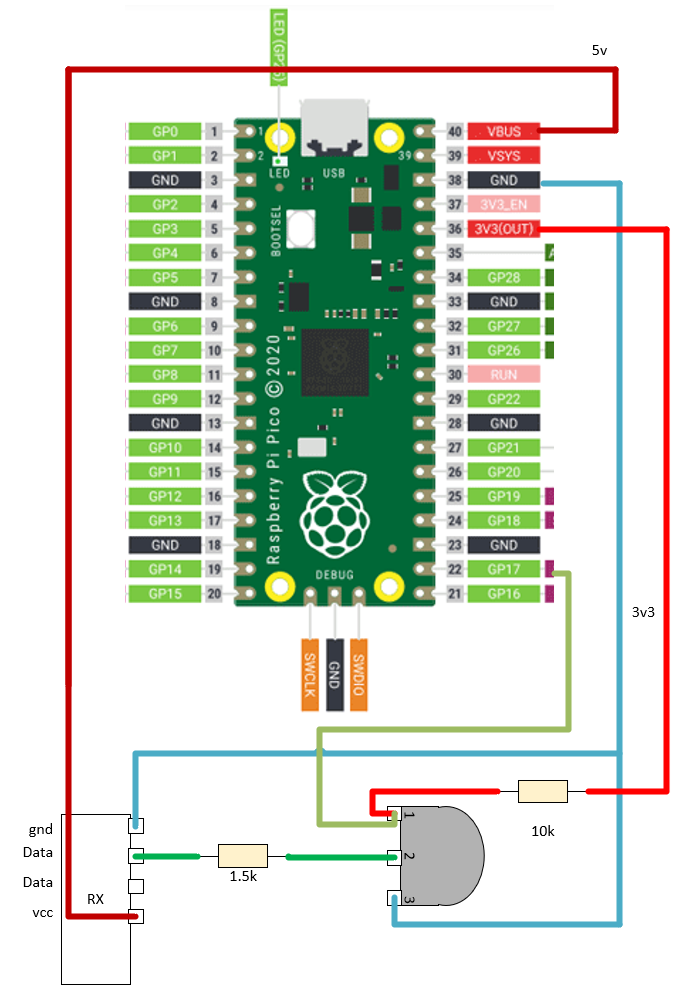 5v
LED (GP25)
GP0 1 1 40 VBUS
GP1 2 2 39 39 VSYS
LED USB
GND 3 38 GND
GP2 4 37 3V3_EN
GP3 5 36 3V3(OUT)
BOOTSEL
GP4 6 35
GP5 7 34 GP28
GND 8 33 GND
GP6 9 32 GP27
GP7 10 31 GP26
GP8 11 30 RUN
GP9 12 29 GP22
GND 13 28 GND
GP10 14 27 GP21
GP11 15 26 GP20
GP12 16 25 GP19
GP13 17 24 GP18
GND 18 23 GND
GP14 19 22 GP17
GP15 20 21 GP16
Raspberry Pi Pico © 2020
DEBUG
SWCLK
GND
SWDIO
3v3
1
10k
gnd
Data
1.5k
2
Data
RX
3
vcc